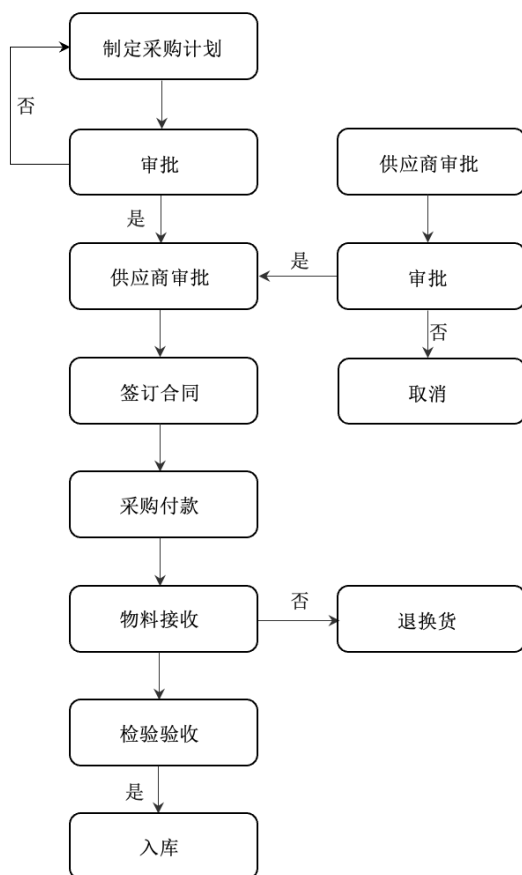 制定采购计划
否
审批
供应商审批
是
供应商审批
是
审批
否
签订合同
取消
采购付款
物料接收
否
退换货
检验验收
是
入库